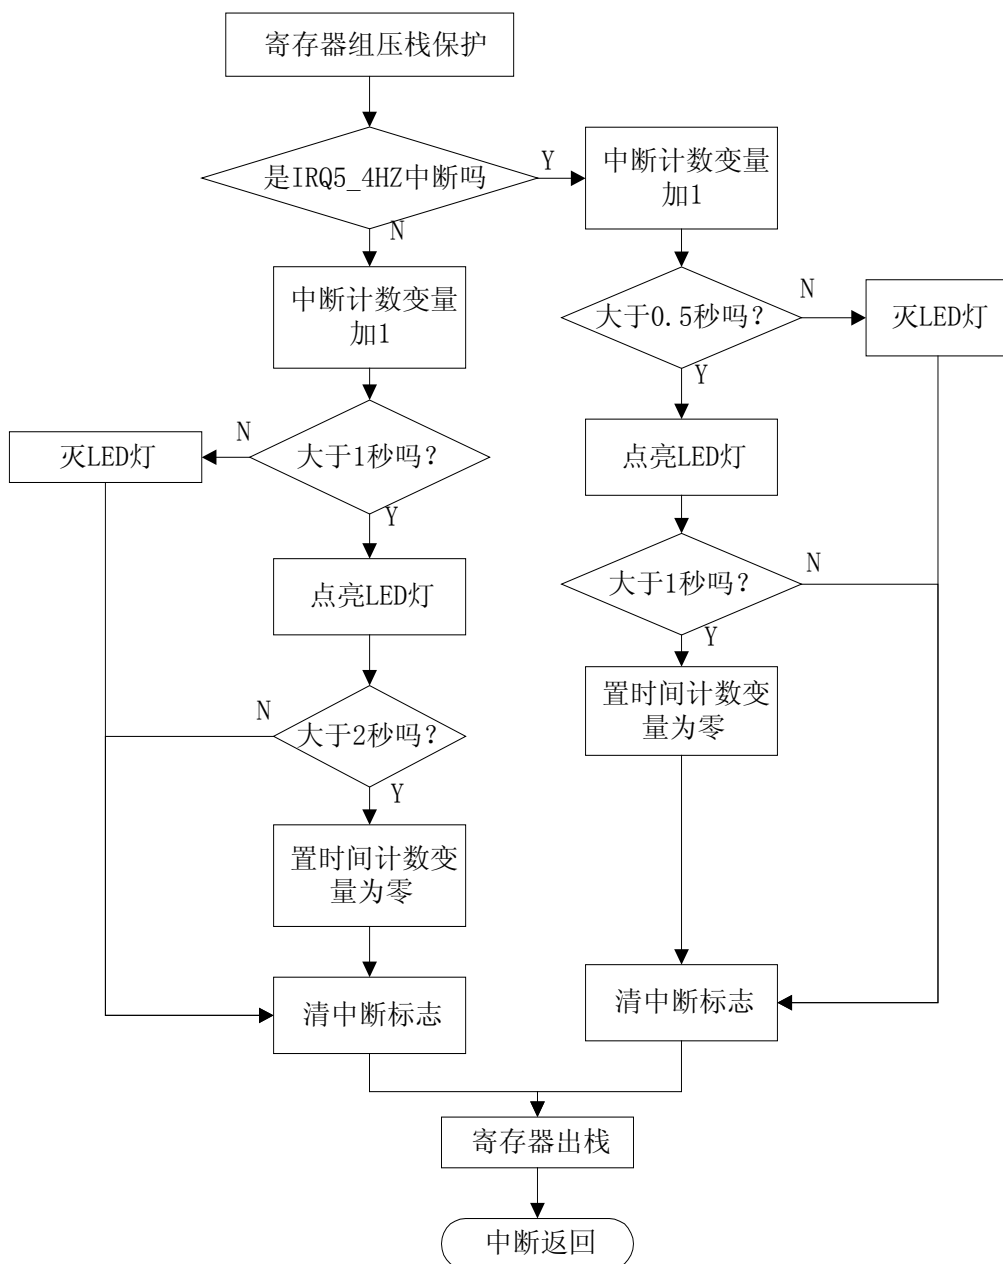 寄存器组压栈保护
是IRQ5_4HZ中断吗
Y
中断计数变量
加1
N
中断计数变量
加1
大于0.5秒吗?
N
灭LED灯
Y
灭LED灯
N
大于1秒吗?
点亮LED灯
Y
点亮LED灯
大于1秒吗?
N
Y
N
大于2秒吗?
置时间计数变
量为零
Y
置时间计数变
量为零
清中断标志
清中断标志
寄存器出栈
中断返回